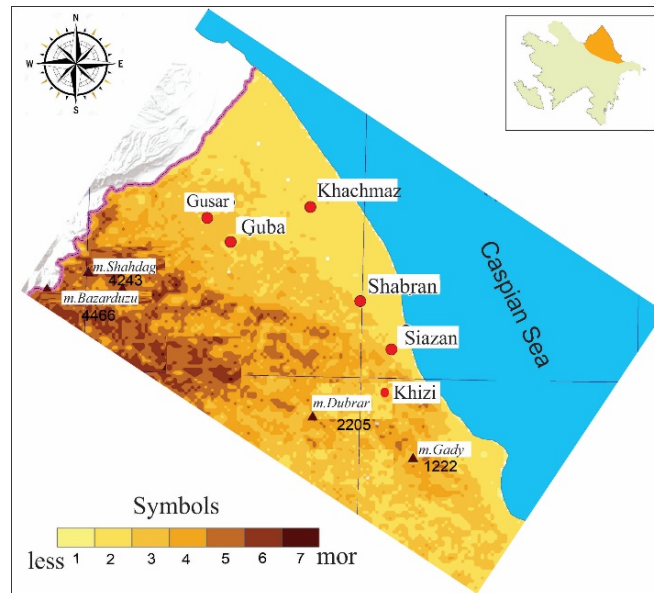 N
W E
S
Khachmaz
Gusar
Guba
m.Shahdag
4243
m.Bazarduzu
4466
Caspian Sea
Shabran
Siazan
Khizi
m.Dubrar
2205
m.Gady
1222
Symbols
less 1 2 3 4 5 6 7 mor